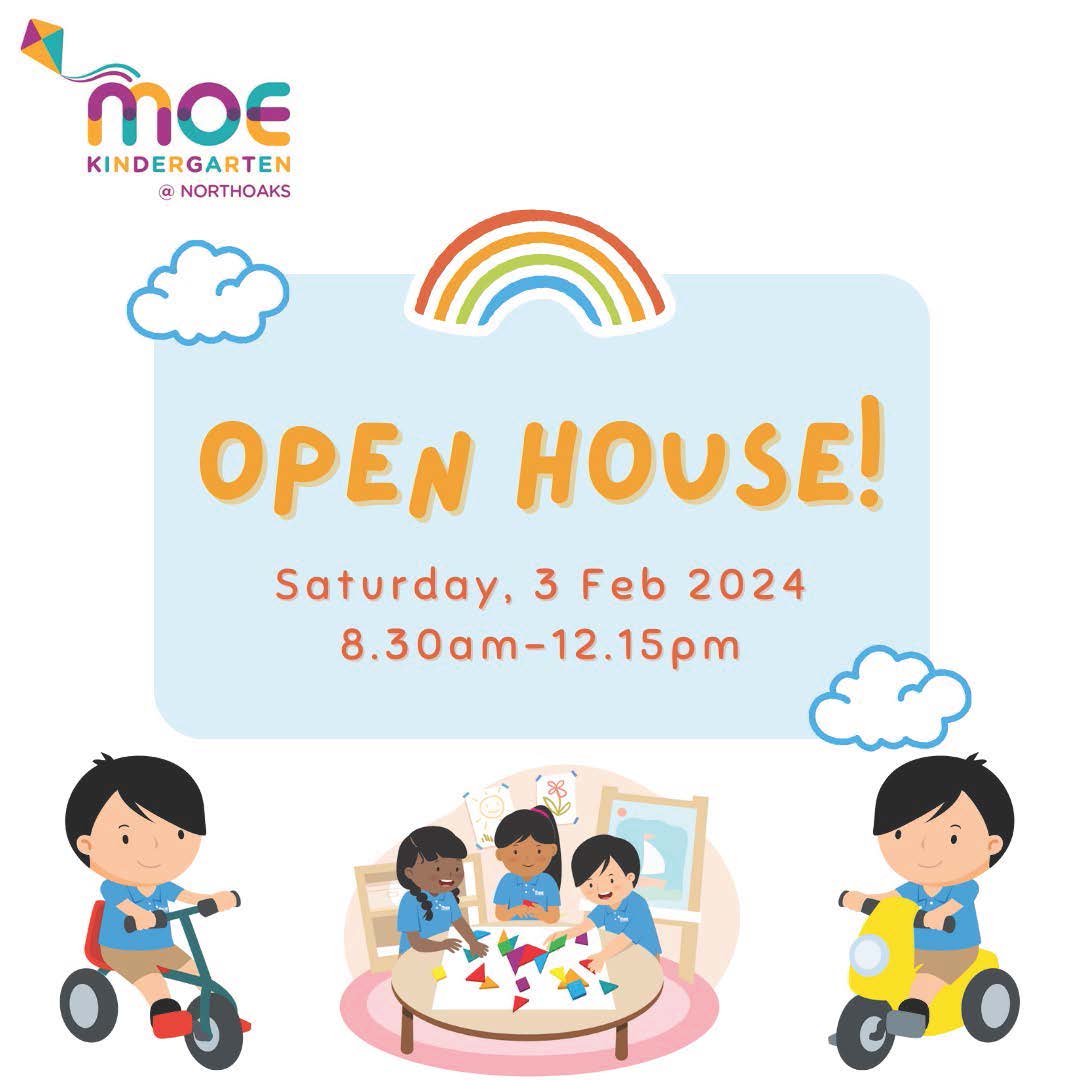 moe
KINDERGARTEN
@ NORTHOAKS
OPEN HOUSE!
Saturday, 3 Feb 2024
8.30am-12.15pm